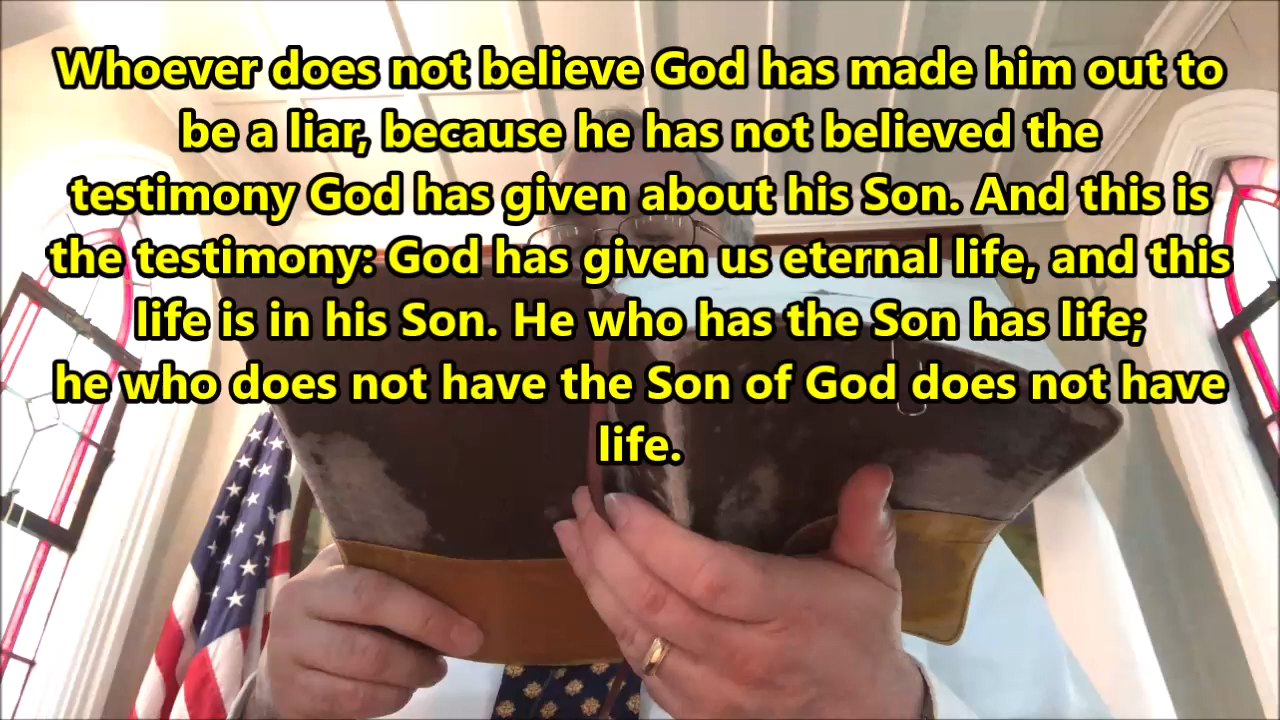 Whoever does not believe God has made him out to
be a liar, because he has not believed the
testimony God has given about his Son. And this is
the testimony: God has given us eternal life, and this
life is in his Son. He who has the Son has life;
he who does not have the Son of God does not have
life.